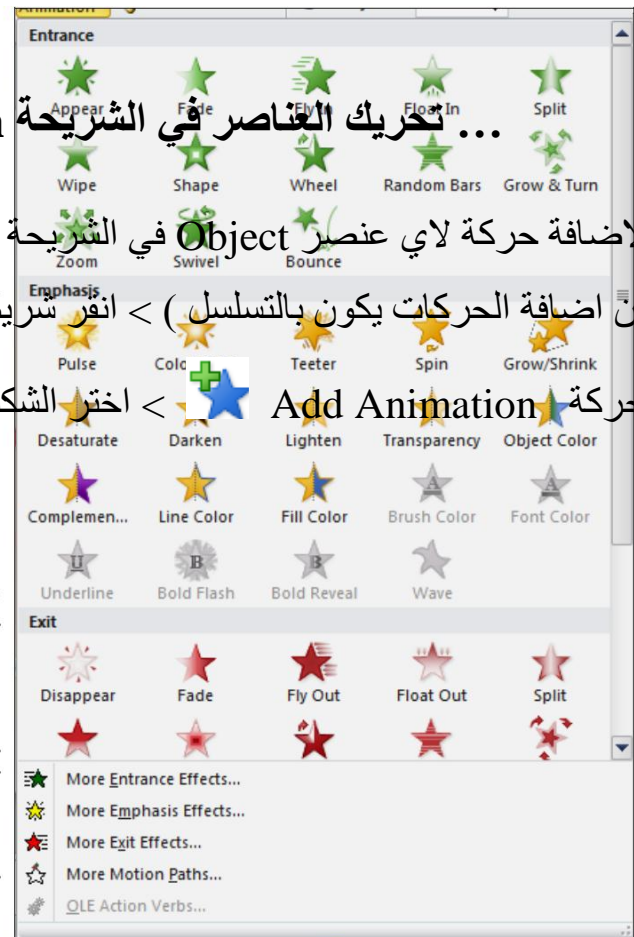 Entrance
Appear Fade Fly In Float In Split
... تحريك العناصر في الشريحة
Wipe Shape Wheel Random Bars Grow & Turn
لاضافة حركة لاي عنصر Object في الشريحة
Zoom Swivel Bounce
Emphasis
اضافة الحركات يكون بالتسلسل ) > انقر
Pulse Teeter Spin Grow/Shrink
Add Animation > اختر
Desaturate Darken Lighten Transparency Object Color
Complemen... Line Color Fill Color Brush Color Font Color
Underline Bold Flash Bold Reveal Wave
Exit
Disappear Fade Fly Out Float Out Split
More Entrance Effects...
More Emphasis Effects...
More Exit Effects...
More Motion Paths...
OLE Action Verbs...